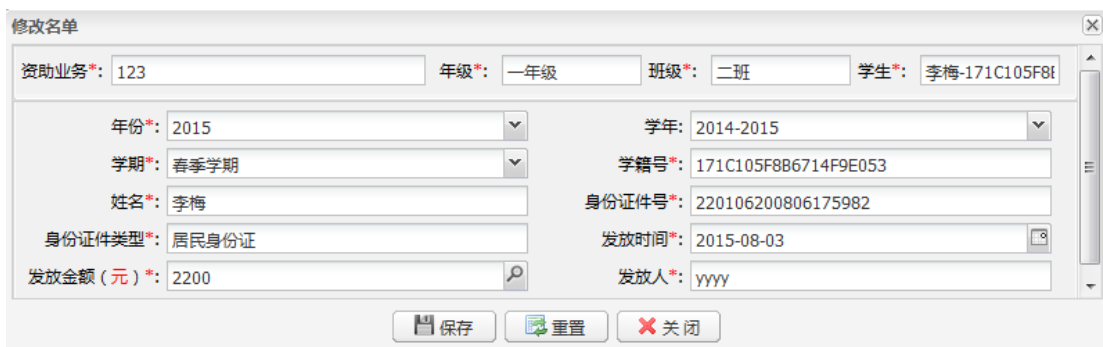 修改名单
资助业务*: 123 年级*: 一年级 班级*: 二班 学生*: 李梅-171C105F8
年份*: 2015 学年: 2014-2015
学期*: 春季学期 学籍号*: 171C105F8B6714F9E053
姓名*: 李梅 身份证件号*: 220106200806175982
身份证件类型*: 居民身份证 发放时间*: 2015-08-03
发放金额(元)*: 2200 发放人*: yyyy
保存 重置 关闭